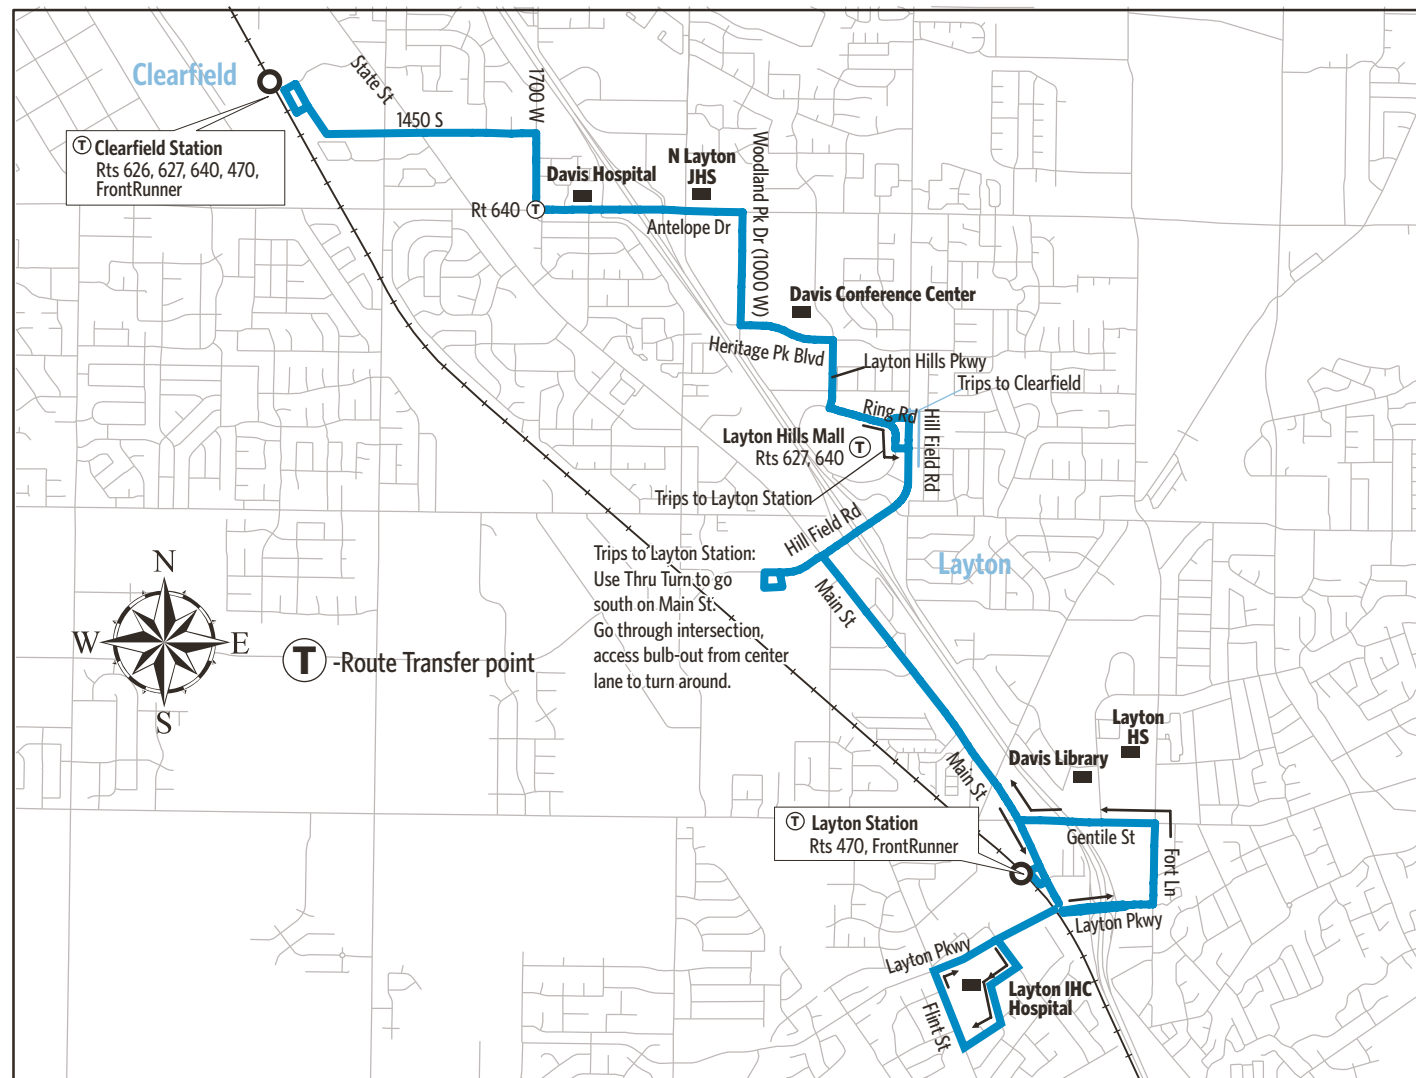 Clearfield
State St
1700 W
1450 S
T Clearfield Station
Rts 626, 627, 640, 470,
FrontRunner
Davis Hospital
N Layton
JHS
Woodland Pk Dr (1000 W)
Rt 640 T
Antelope Dr
Davis Conference Center
Heritage Pk Blvd
Layton Hills Pkwy
Trips to Clearfield
Ring Rd
Hill Field Rd
Layton Hills Mall
Rts 627, 640
T
Trips to Layton Station
Hill Field Rd
Layton
Trips to Layton Station:
Use Thru Turn to go
south on Main St.
Go through intersection,
access bulb-out from center
lane to turn around.
Main St
N
W
E
S
T -Route Transfer point
Layton
HS
Davis Library
Main St
T Layton Station
Rts 470, FrontRunner
Gentile St
Fort Ln
Layton Pkwy
Layton Pkwy
Layton IHC
Hospital
Flint St